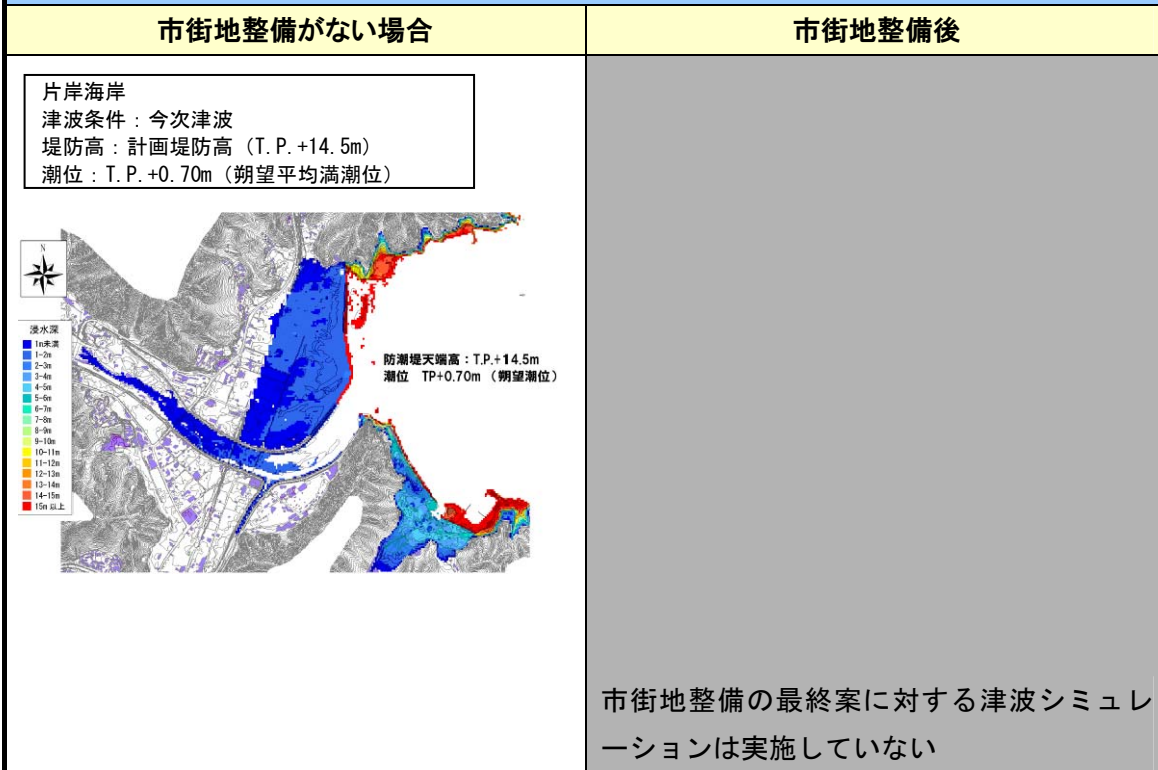 市街地整備がない場合
市街地整備後
片岸海岸
津波条件：今次津波
堤防高：計画堤防高（T.P.+14.5m）
潮位：T.P.+0.70m（朔望平均満潮位）
N
浸水深
1m未満
1-2m
2-3m
3-4m
4-5m
5-6m
6-7m
7-8m
8-9m
9-10m
10-11m
11-12m
12-13m
13-14m
14-15m
15m 以上
防潮堤天端高：T.P.+14.5m
潮位　TP+0.70m （朔望潮位）
市街地整備の最終案に対する津波シミュレ
ーションは実施していない